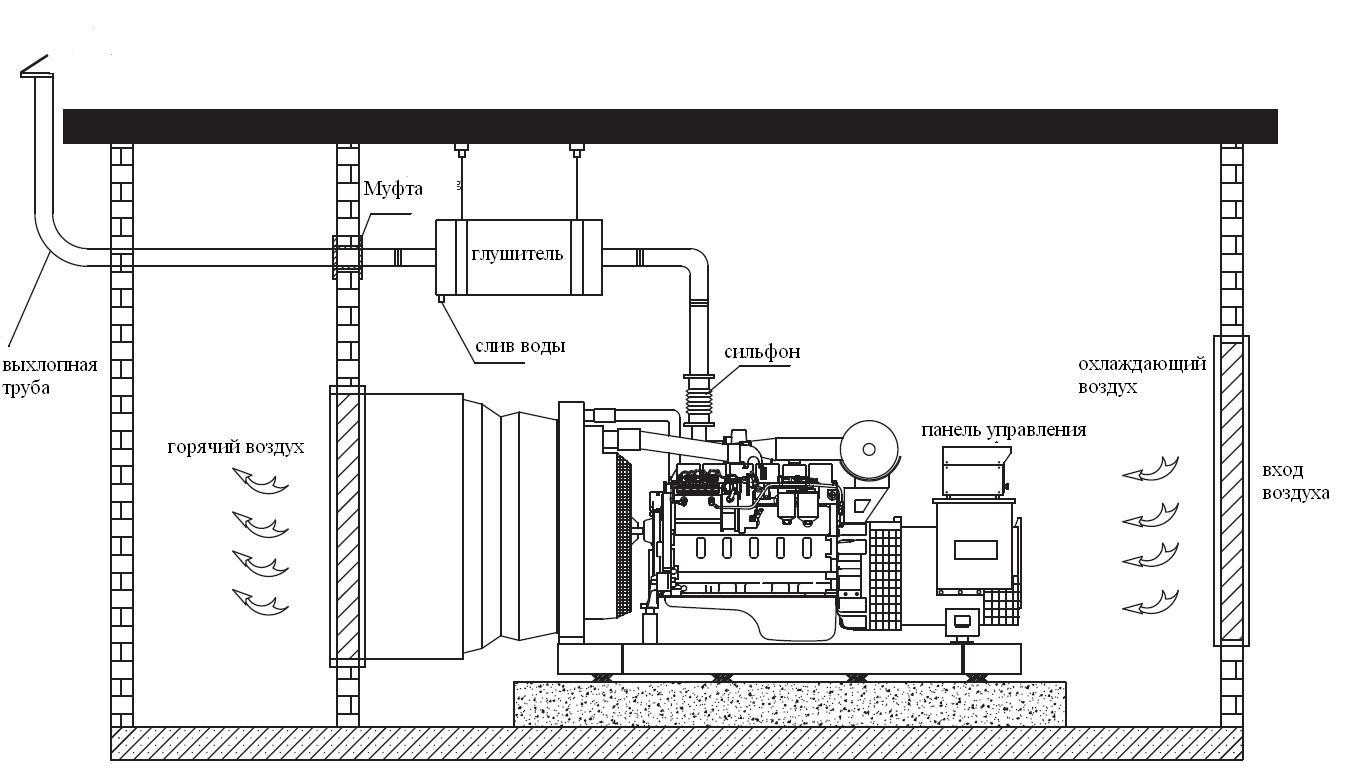 Муфта
глушитель
слив воды
сильфон
выхлопная
труба
охлаждающий
воздух
горячий воздух
панель управления
вход
воздуха